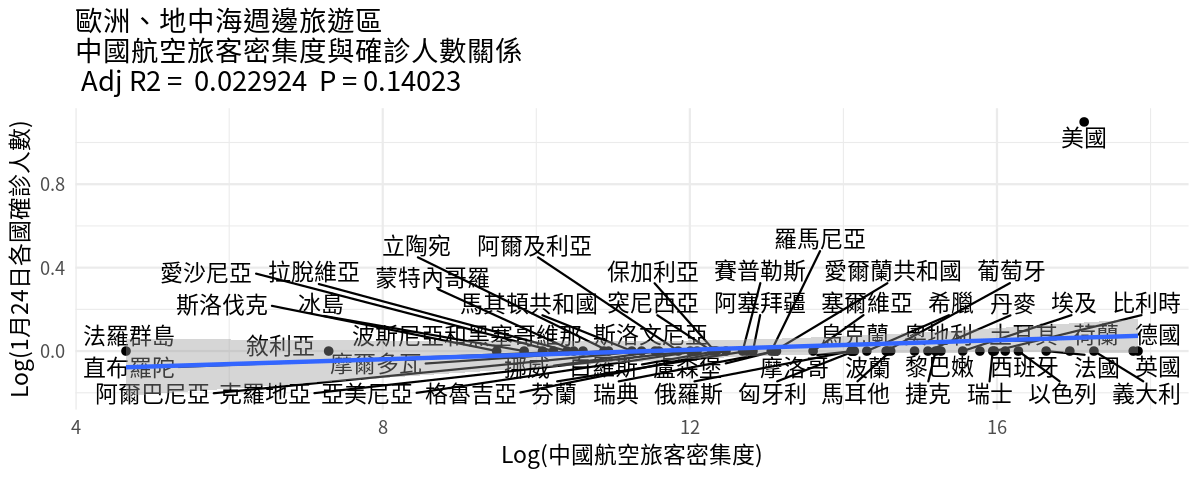 歐洲、地中海週邊旅遊區
中國航空旅客密集度與確診人數關係
Adj R2 = 0.022924 P = 0.14023
Log(1月24日各國確診人數)
0.8
0.4
0.0
美國
羅馬尼亞
立陶宛 阿爾及利亞
愛沙尼亞 拉脫維亞 蒙特內哥羅 保加利亞 賽普勒斯 愛爾蘭共和國 葡萄牙
斯洛伐克 冰島 馬其頓共和國 突尼西亞 阿塞拜疆 塞爾維亞 希臘 丹麥 埃及 比利時
法羅群島 敘利亞 波斯尼亞和黑塞哥維那 斯洛文尼亞 烏克蘭 奧地利 土耳其 荷蘭 德國
直布羅陀 摩爾多瓦 挪威 白羅斯 盧森堡 摩洛哥 波蘭 黎巴嫩 西班牙 法國 英國
阿爾巴尼亞 克羅地亞 亞美尼亞 格魯吉亞 芬蘭 瑞典 俄羅斯 匈牙利 馬耳他 捷克 瑞士 以色列 義大利
4 8 12 16
Log(中國航空旅客密集度)